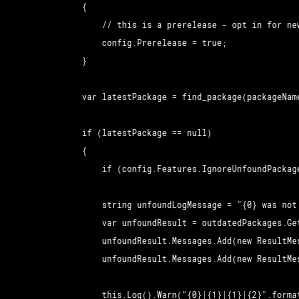 {
// this is a prerelease - opt in for new
config.Prerelease = true;
}
var latestPackage = find_package(packageName
if (latestPackage == null)
{
if (config.Features.IgnoreUnfoundPackage
string unfoundLogMessage = "{0} was not
var unfoundResult = outdatedPackages.Get
unfoundResult.Messages.Add(new ResultMes
unfoundResult.Messages.Add(new ResultMes
this.Log().Warn("{0}|{1}|{1}|{2}".format